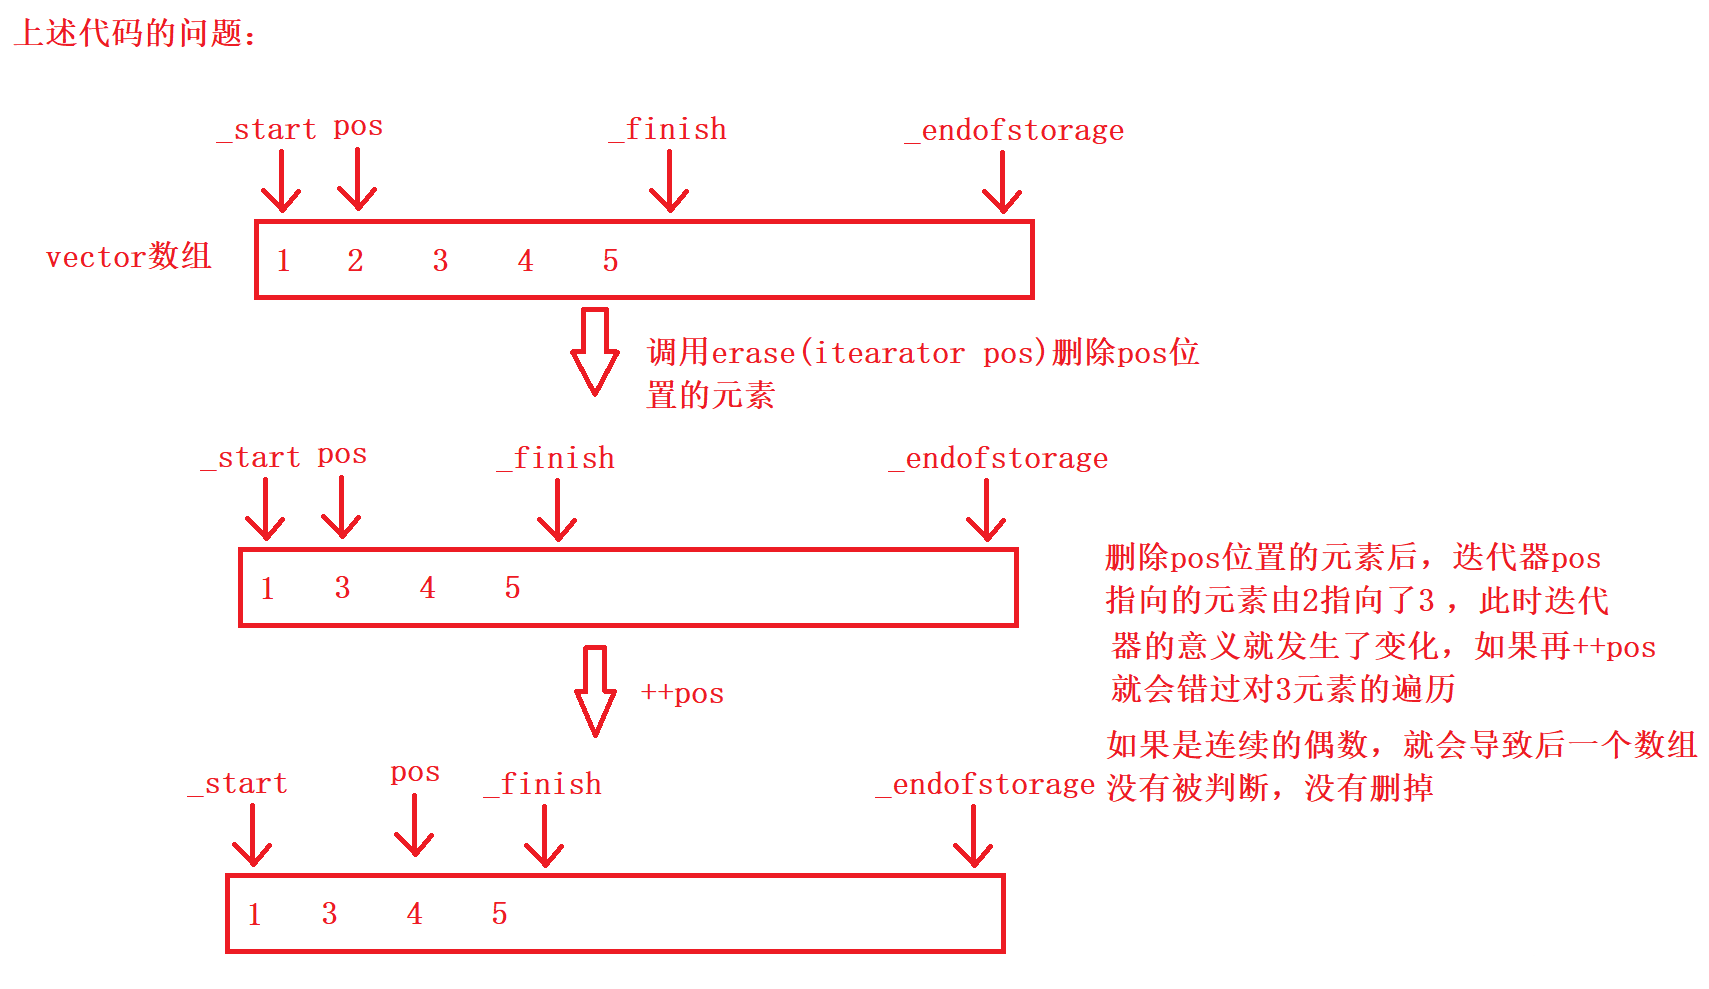 上述代码的问题：
_start pos _finish _endofstorage
vector数组 1 2 3 4 5
调用erase(itearator pos)删除pos位
置的元素
_start pos _finish _endofstorage
1 3 4 5
删除pos位置的元素后，迭代器pos
指向的元素由2指向了3，此时迭代
器的意义就发生了变化，如果再++pos
就会错过对3元素的遍历
++pos
如果是连续的偶数，就会导致后一个数组
没有被判断，没有删掉
_start pos _finish _endofstorage
1 3 4 5